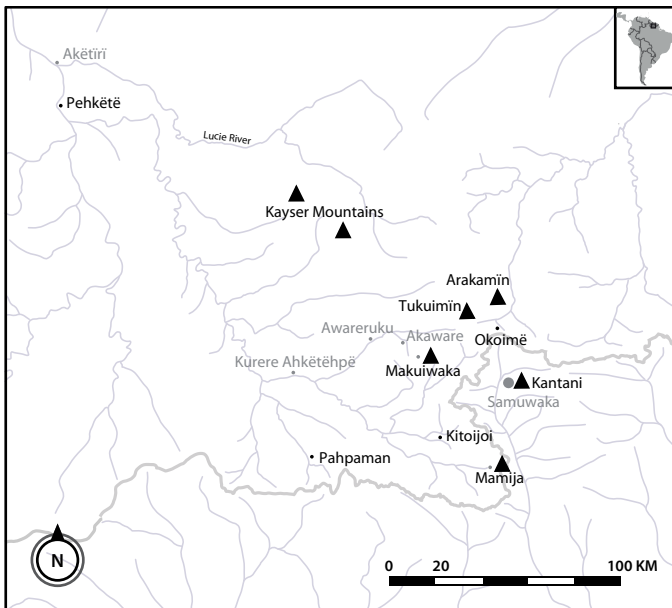 Akëtïrï
Pehkëtë
Lucie River
Kayser Mountains
Arakamïn
Tukuimïn
Awareruku
Akaware
Okoimë
Kurere Ahkëtëhpë
Makuiwaka
Kantani
Samuwaka
Kitoijoi
Pahpaman
Mamija
N
0 20 100 KM